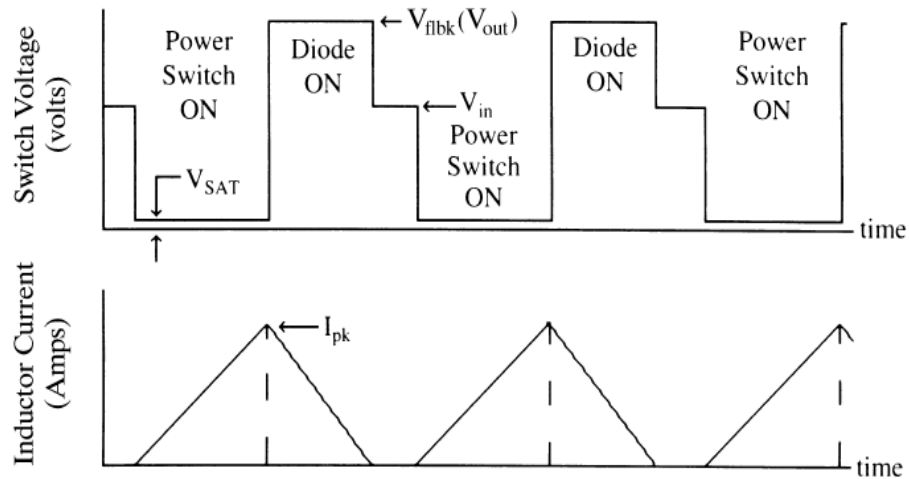 Switch Voltage
(volts)
Power
Switch
ON
Diode
ON
V_flbk(V_out)
V_in
Power
Switch
ON
Diode
ON
Power
Switch
ON
V_SAT
time
Inductor Current
(Amps)
I_pk
time